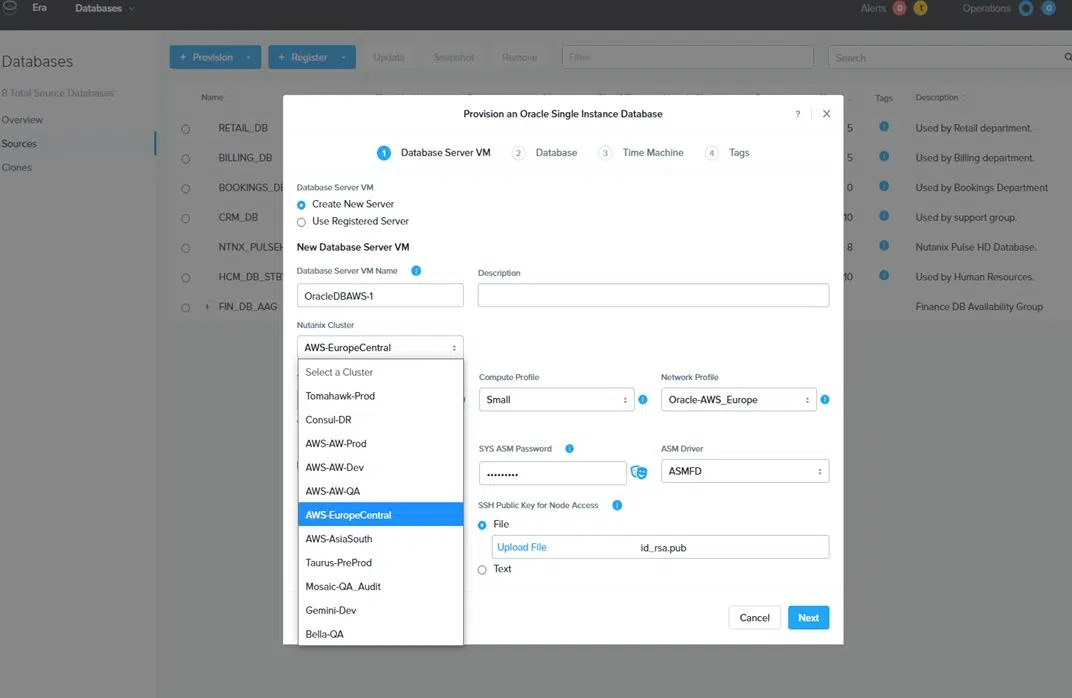 Era
Databases
Alerts 0 1
Operations 0
Databases
+ Provision
+ Register
Update
Snapshot
Remove
Filter
Search
8 Total Source Databases
Overview
Sources
Clones
Name
Tags
Description
RETAIL_DB
5
Used by Retail department.
BILLING_DB
5
Used by Billing department.
BOOKINGS_DB
0
Used by Bookings Department
CRM_DB
10
Used by support group.
NTNX_PULSEH
8
Nutanix Pulse HD Database.
HCM_DB_STB
10
Used by Human Resources.
+ FIN_DB_AAG
Finance DB Availability Group
Provision an Oracle Single Instance Database
?
1 Database Server VM
2 Database
3 Time Machine
4 Tags
Database Server VM
Create New Server
Use Registered Server
New Database Server VM
Database Server VM Name
Description
OracleDBAWS-1
Nutanix Cluster
AWS-EuropeCentral
Select a Cluster
Tomahawk-Prod
Consul-DR
AWS-AW-Prod
AWS-AW-Dev
AWS-AW-QA
AWS-EuropeCentral
AWS-AsiaSouth
Taurus-PreProd
Mosaic-QA_Audit
Gemini-Dev
Bella-QA
Compute Profile
Small
Network Profile
Oracle-AWS_Europe
SYS ASM Password
•••••••••
ASM Driver
ASMFD
SSH Public Key for Node Access
File
Upload File
id_rsa.pub
Text
Cancel
Next